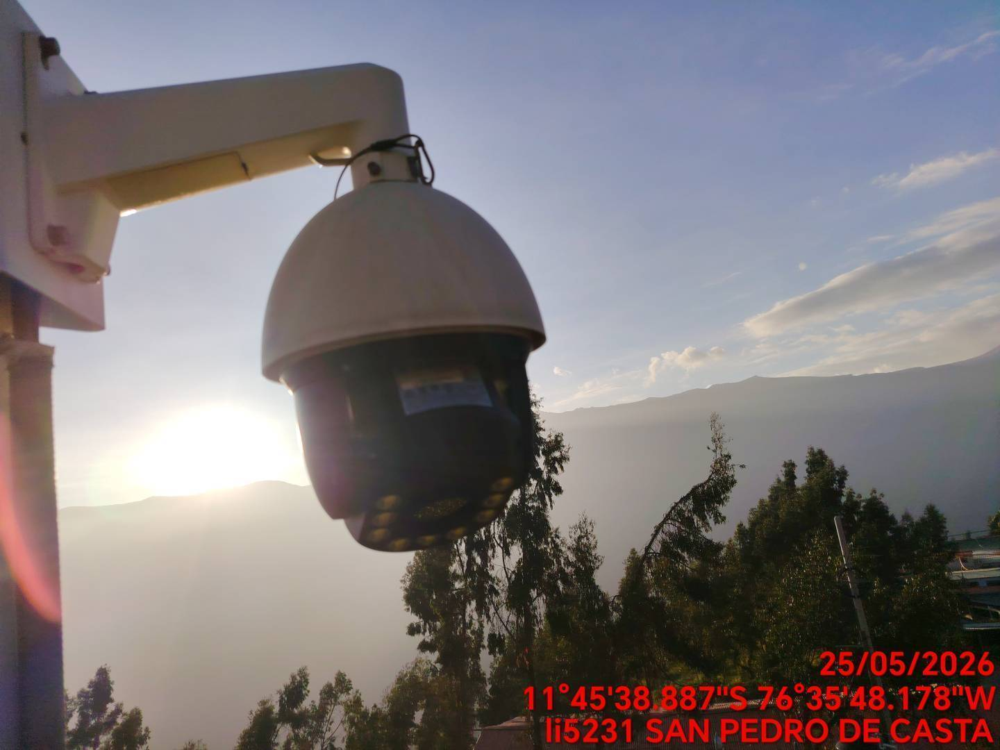 25/05/2026
11°45'38.887"S 76°35'48.178"W
li5231 SAN PEDRO DE CASTA